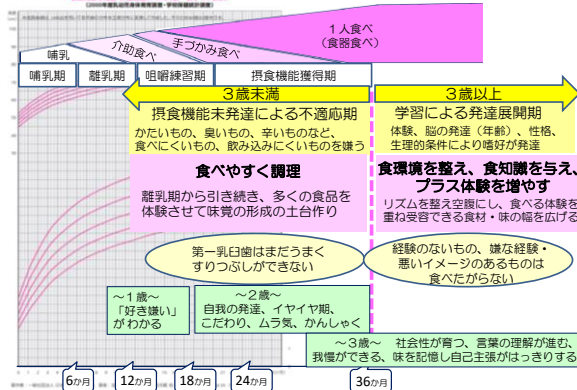 (2000年度乳幼児身体発育調査・学校保健統計調査)
1人食べ
(食器食べ)
手づかみ食べ
介助食べ
哺乳
哺乳期
離乳期
咀嚼練習期
摂食機能獲得期
3歳未満
3歳以上
摂食機能未発達による不適応期
かたいもの、臭いもの、辛いものなど、
食べにくいもの、飲み込みにくいものを嫌う
学習による発達展開期
体験、脳の発達(年齢)、性格、
生理的条件により嗜好が発達
食べやすく調理
離乳期から引き続き、多くの食品を
体験させて味覚の形成の土台作り
食環境を整え、食知識を与え、
プラス体験を増やす
リズムを整え空腹にし、食べる体験を
重ね受容できる食材・味の幅を広げる
第一乳臼歯はまだうまく
すりつぶしができない
経験のないもの、嫌な経験・
悪いイメージのあるものは
食べたがらない
~1歳~
「好き嫌い」
がわかる
~2歳~
自我の発達、イヤイヤ期、
こだわり、ムラ気、かんしゃく
~3歳~ 社会性が育つ、言葉の理解が進む、
我慢ができる、味を記憶し自己主張がはっきりする
6か月
12か月
18か月
24か月
36か月